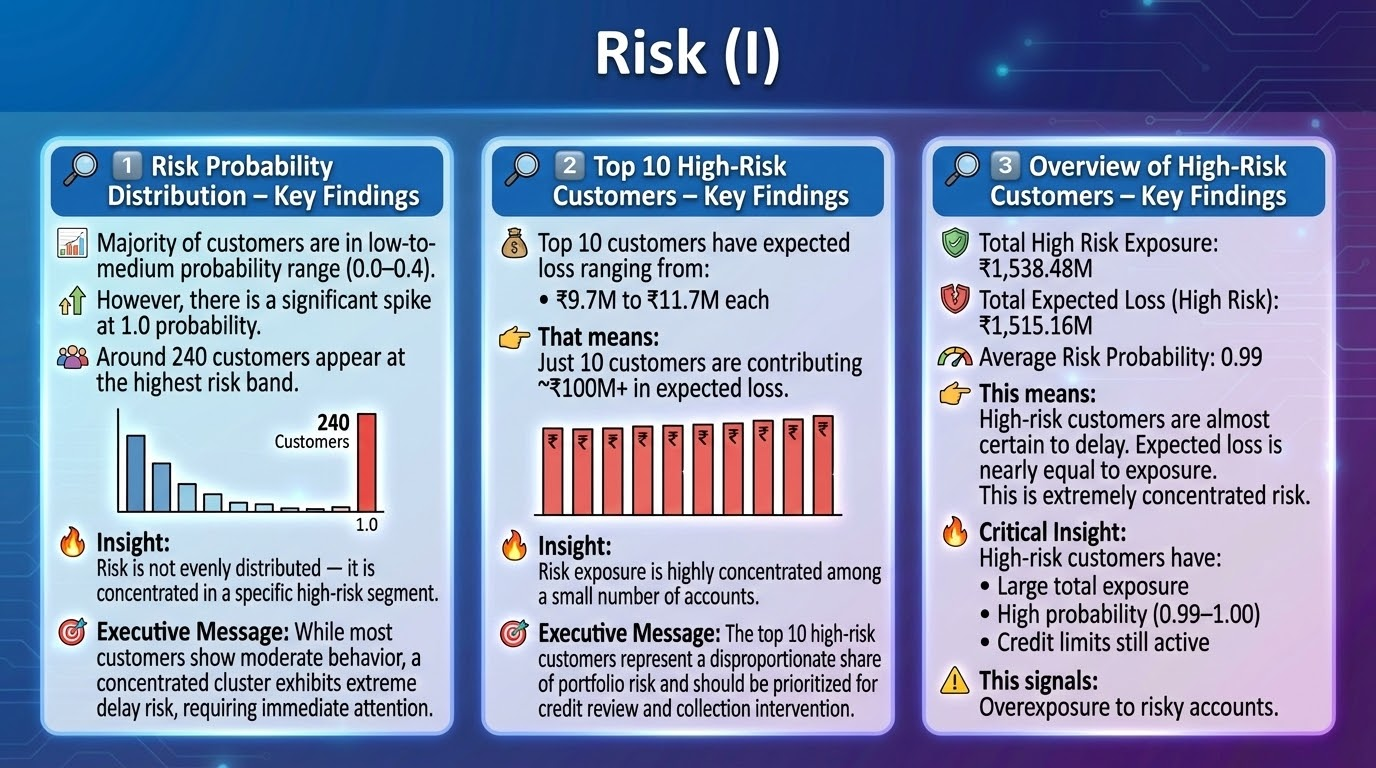 Risk (I)
1 Risk Probability
Distribution – Key Findings
Majority of customers are in low-to-
medium probability range (0.0–0.4).
However, there is a significant spike
at 1.0 probability.
Around 240 customers appear at
the highest risk band.
240
Customers
1.0
Insight:
Risk is not evenly distributed — it is
concentrated in a specific high-risk segment.
Executive Message: While most
customers show moderate behavior, a
concentrated cluster exhibits extreme
delay risk, requiring immediate attention.
2 Top 10 High-Risk
Customers – Key Findings
$
Top 10 customers have expected
loss ranging from:
• ₹9.7M to ₹11.7M each
That means:
Just 10 customers are contributing
~₹100M+ in expected loss.
₹ ₹ ₹ ₹ ₹ ₹ ₹ ₹ ₹ ₹
Insight:
Risk exposure is highly concentrated among
a small number of accounts.
Executive Message: The top 10 high-risk
customers represent a disproportionate share
of portfolio risk and should be prioritized for
credit review and collection intervention.
3 Overview of High-Risk
Customers – Key Findings
Total High Risk Exposure:
₹1,538.48M
Total Expected Loss (High Risk):
₹1,515.16M
Average Risk Probability: 0.99
This means:
High-risk customers are almost
certain to delay. Expected loss is
nearly equal to exposure.
This is extremely concentrated risk.
Critical Insight:
High-risk customers have:
• Large total exposure
• High probability (0.99–1.00)
• Credit limits still active
This signals:
Overexposure to risky accounts.